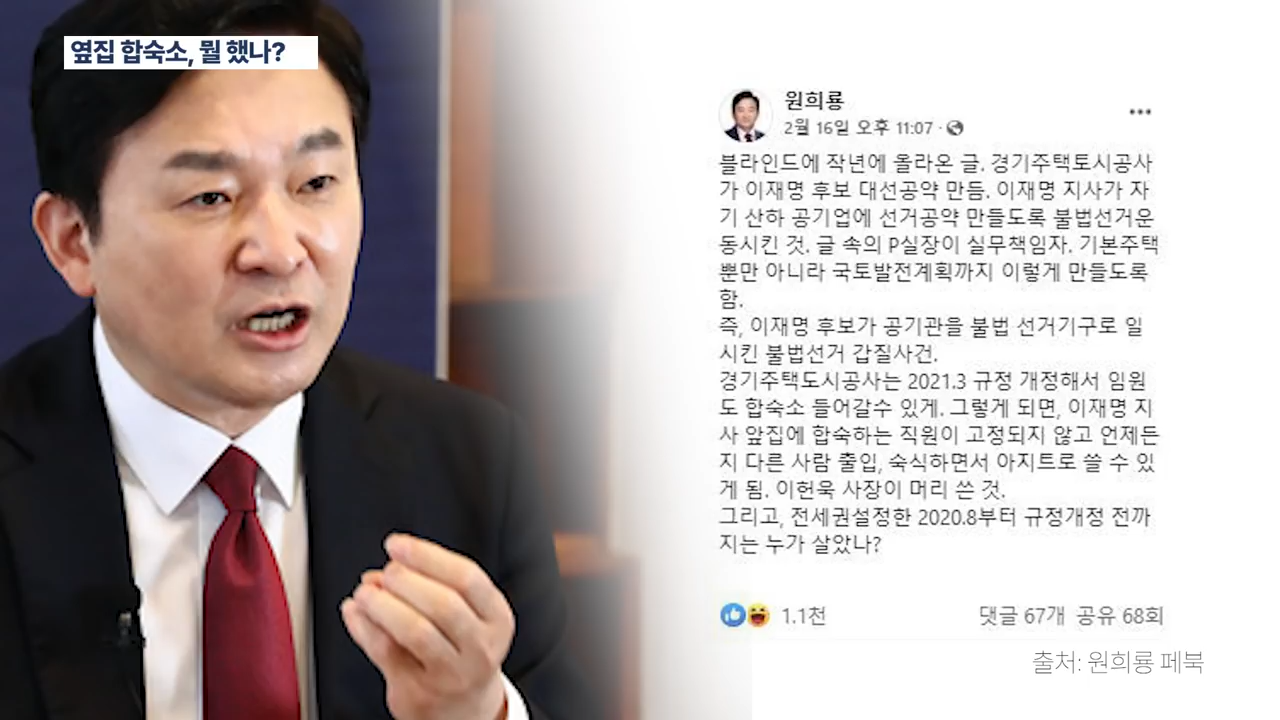 옆집 합숙소, 뭘 했나?
원희룡
2월 16일 오후 11:07 ·
블라인드에 작년에 올라온 글. 경기주택토시공사
가 이재명 후보 대선공약 만듬. 이재명 지사가 자
기 산하 공기업에 선거공약 만들도록 불법선거운
동시킨 것. 글 속의 P실장이 실무책임자. 기본주택
뿐만 아니라 국토발전계획까지 이렇게 만들도록
함.
즉, 이재명 후보가 공기관을 불법 선거기구로 일
시킨 불법선거 갑질사건.
경기주택도시공사는 2021.3 규정 개정해서 임원
도 합숙소 들어갈수 있게. 그렇게 되면, 이재명 지
사 앞집에 합숙하는 직원이 고정되지 않고 언제든
지 다른 사람 출입, 숙식하면서 아지트로 쓸 수 있
게 됨. 이헌욱 사장이 머리 쓴 것.
그리고, 전세권설정한 2020.8부터 규정개정 전까
지는 누가 살았나?
1.1천
댓글 67개 공유 68회
출처: 원희룡 페북